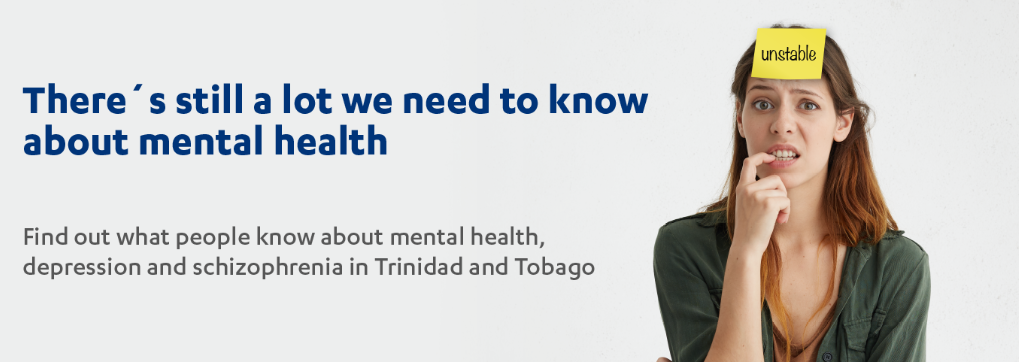 There´s still a lot we need to know
about mental health
Find out what people know about mental health,
depression and schizophrenia in Trinidad and Tobago
unstable